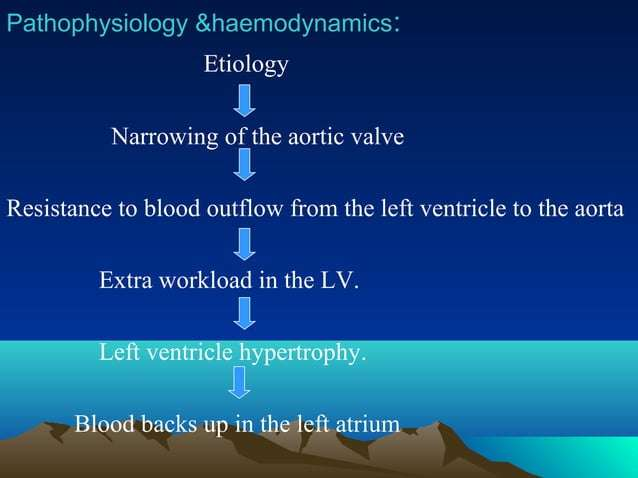 Pathophysiology &haemodynamics:
Etiology
Narrowing of the aortic valve
Resistance to blood outflow from the left ventricle to the aorta
Extra workload in the LV.
Left ventricle hypertrophy.
Blood backs up in the left atrium